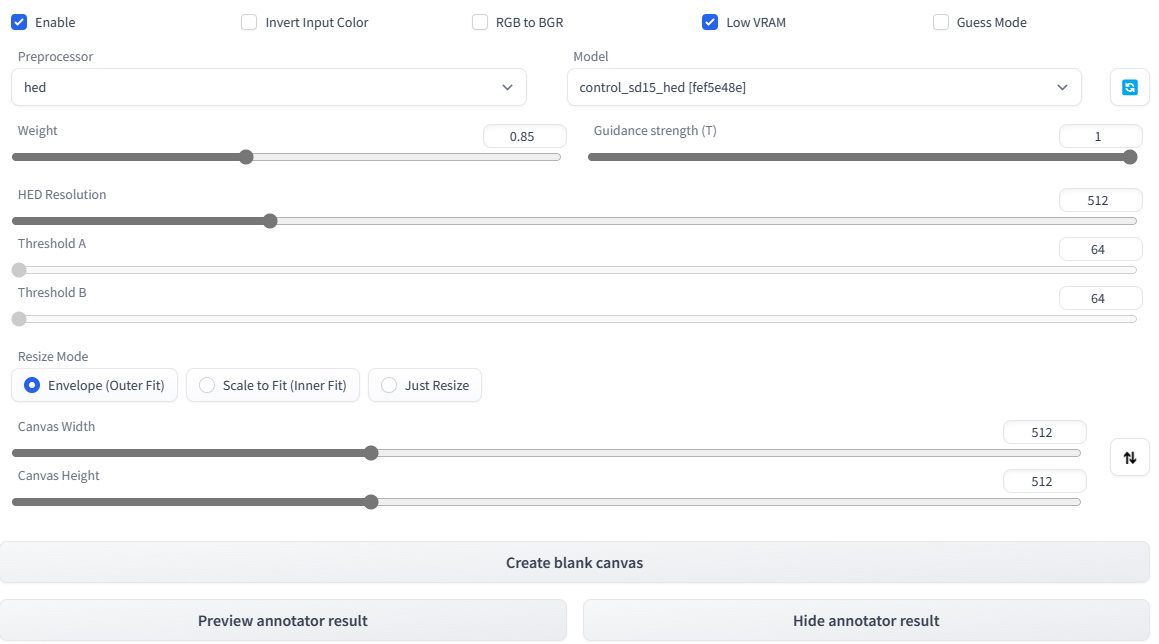 Enable Invert Input Color RGB to BGR Low VRAM Guess Mode
Preprocessor Model
hed control_sd15_hed [fef5e48e]
Weight 0.85 Guidance strength (T) 1
HED Resolution 512
Threshold A 64
Threshold B 64
Resize Mode
Envelope (Outer Fit) Scale to Fit (Inner Fit) Just Resize
Canvas Width 512
Canvas Height 512
Create blank canvas
Preview annotator result Hide annotator result